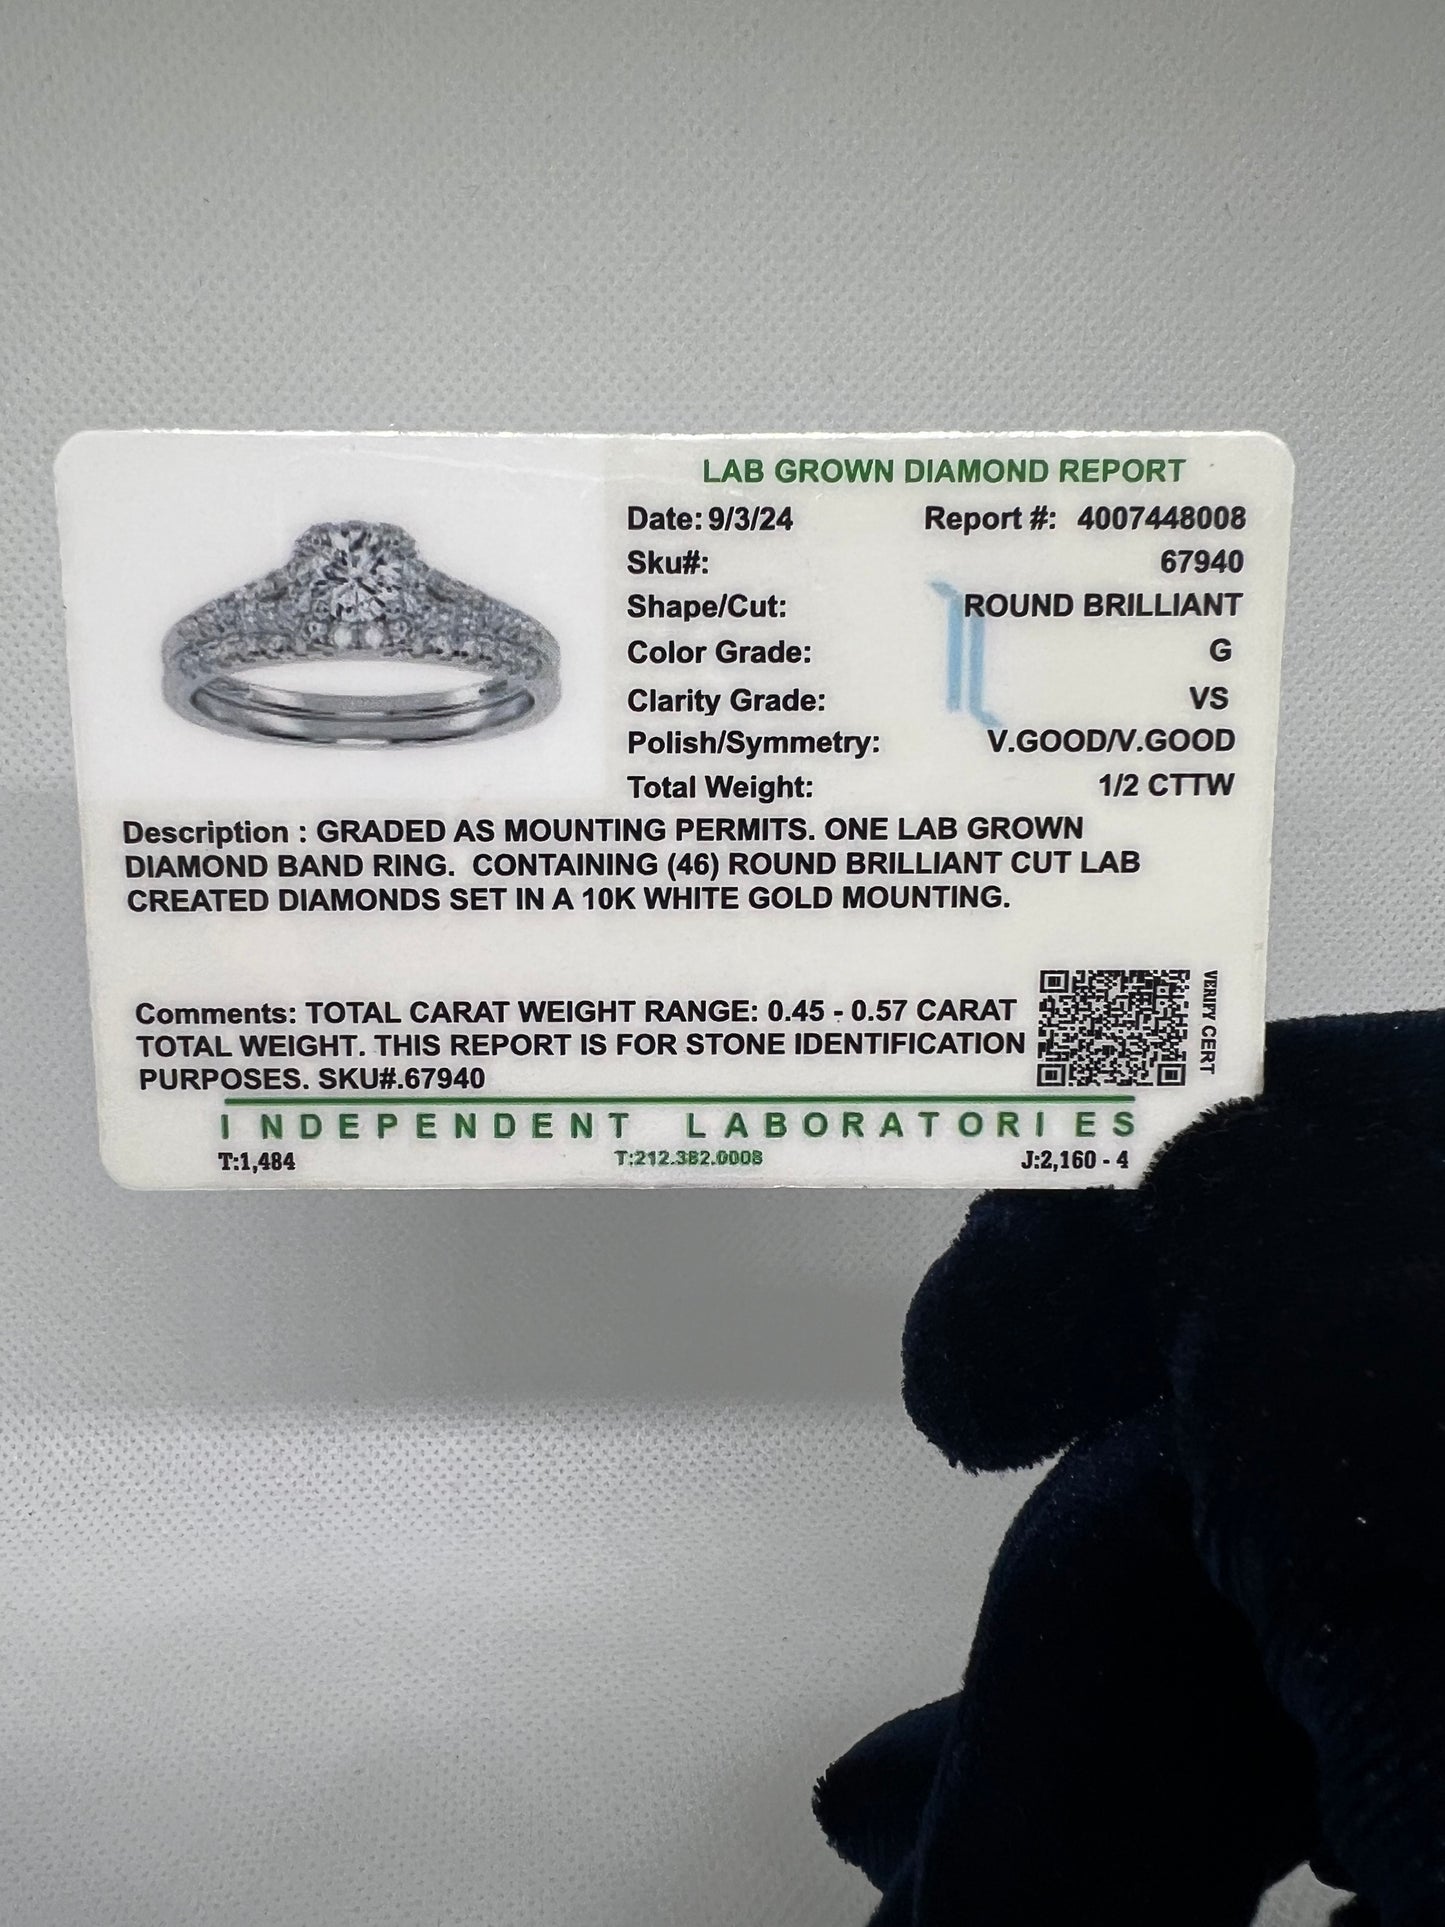 LAB GROWN DIAMOND REPORT
Date: 9/3/24 Report #: 4007448008
Sku#: 67940
Shape/Cut: ROUND BRILLIANT
Color Grade: G
Clarity Grade: VS
Polish/Symmetry: V.GOOD/V.GOOD
Total Weight: 1/2 CTTW
Description : GRADED AS MOUNTING PERMITS. ONE LAB GROWN
DIAMOND BAND RING. CONTAINING (46) ROUND BRILLIANT CUT LAB
CREATED DIAMONDS SET IN A 10K WHITE GOLD MOUNTING.
Comments: TOTAL CARAT WEIGHT RANGE: 0.45 - 0.57 CARAT
TOTAL WEIGHT. THIS REPORT IS FOR STONE IDENTIFICATION
PURPOSES. SKU#.67940
VERIFY CERT
INDEPENDENT LABORATORIES
T:1,484 T:212.382.0008 J:2,160 - 4